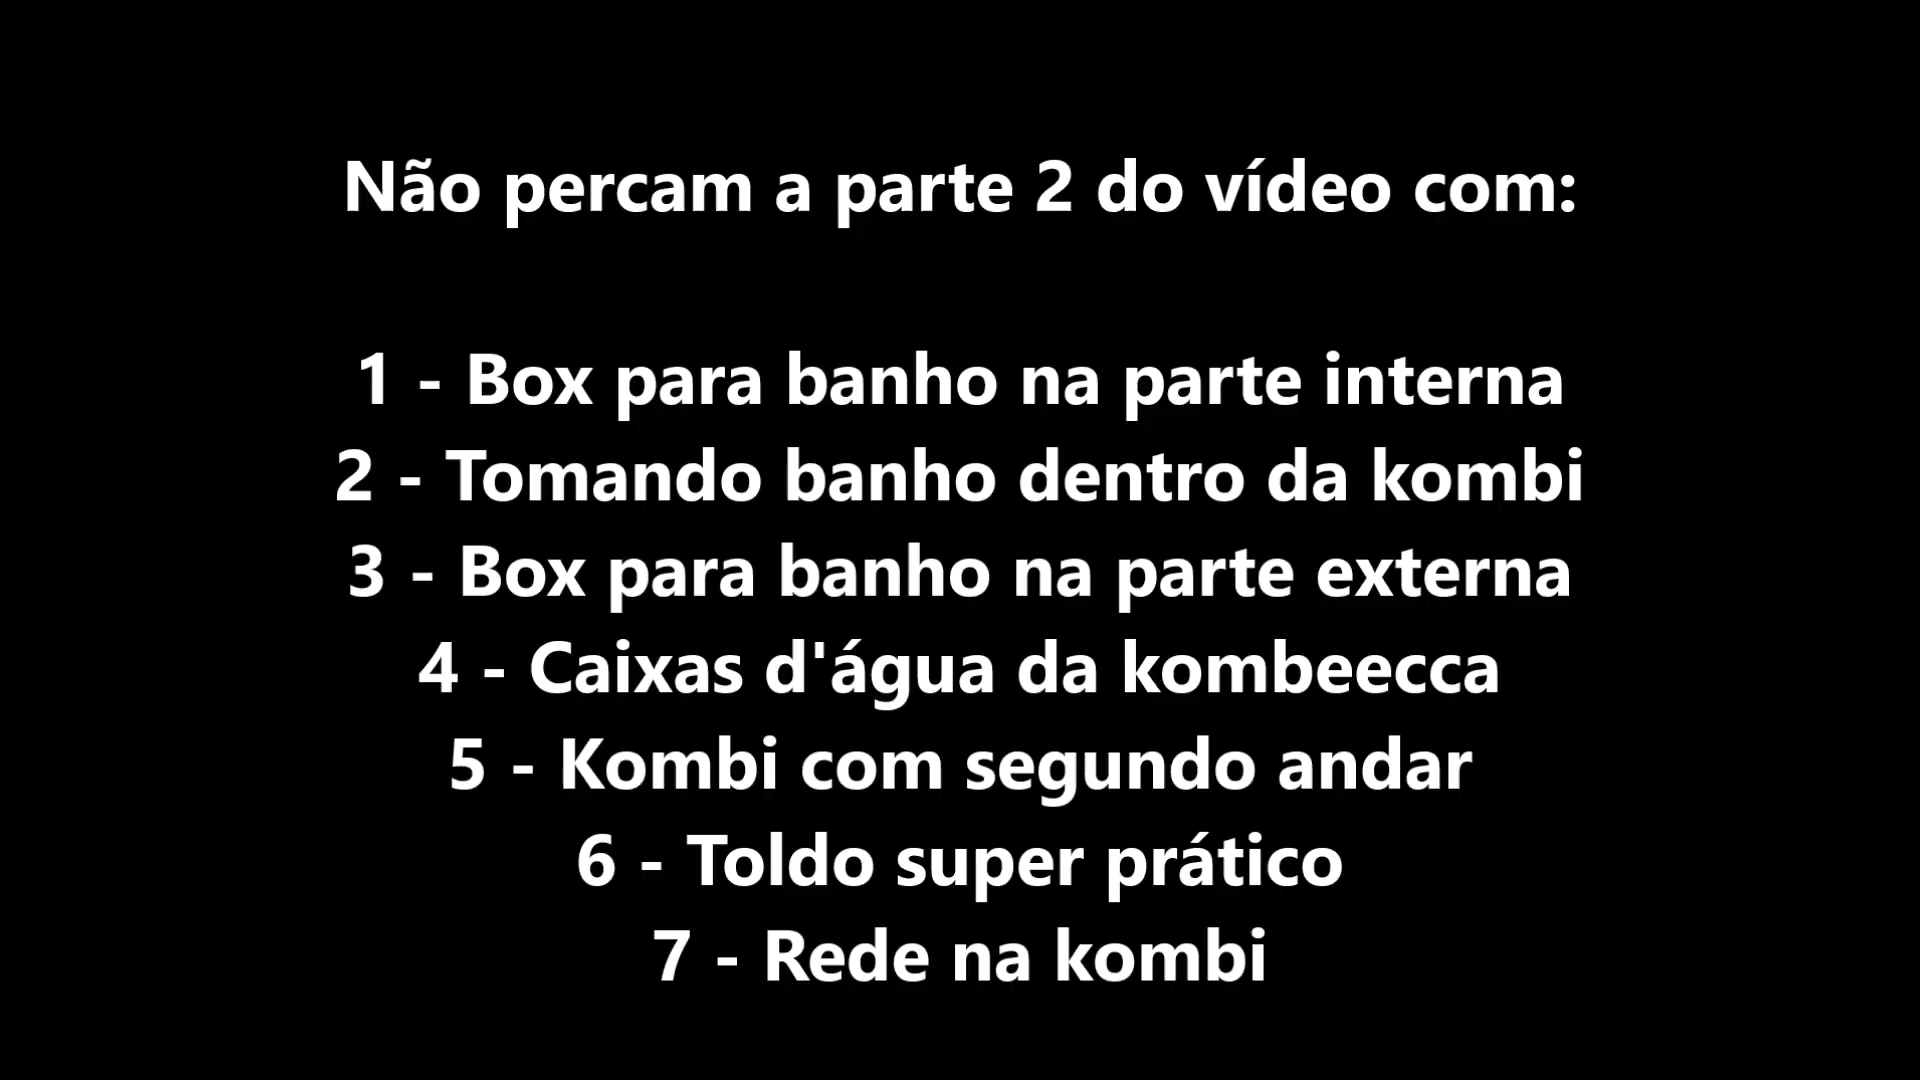 Não percam a parte 2 do vídeo com:
1 - Box para banho na parte interna
2 - Tomando banho dentro da kombi
3 - Box para banho na parte externa
4 - Caixas d'água da kombeecca
5 - Kombi com segundo andar
6 - Toldo super prático
7 - Rede na kombi